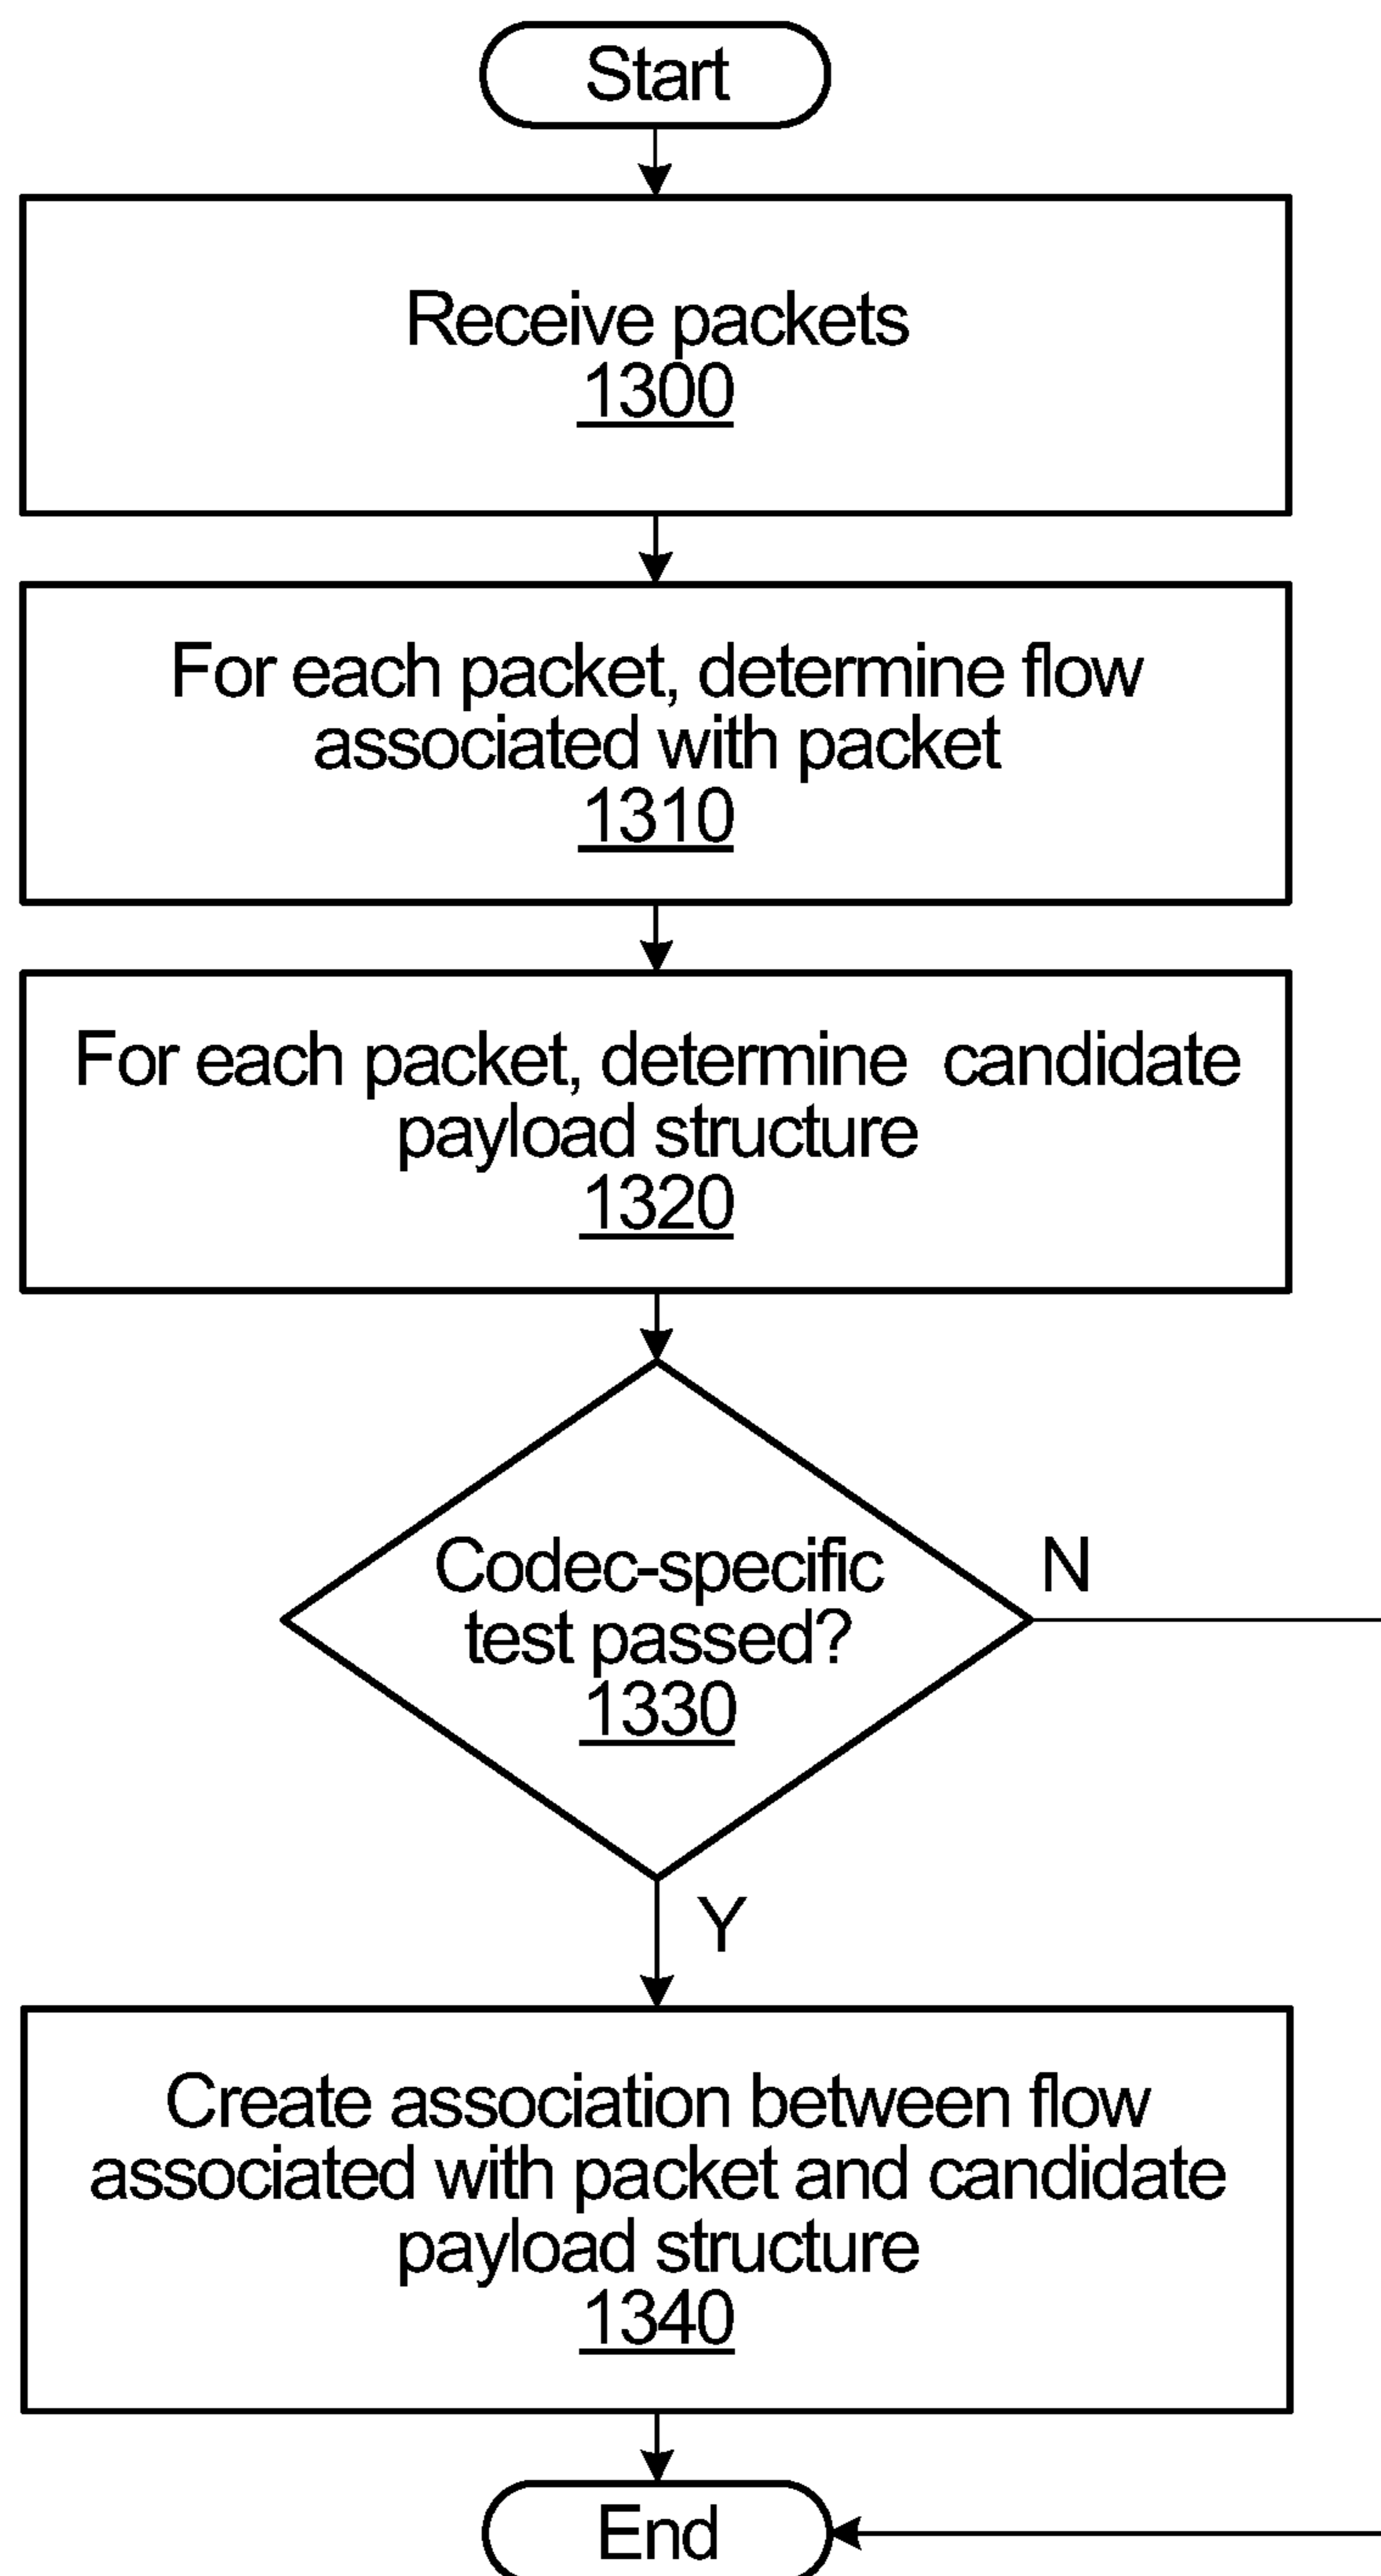 Start
Receive packets
1300
For each packet, determine flow
associated with packet
1310
For each packet, determine candidate
payload structure
1320
Codec-specific
test passed?
1330
N
Y
Create association between flow
associated with packet and candidate
payload structure
1340
End